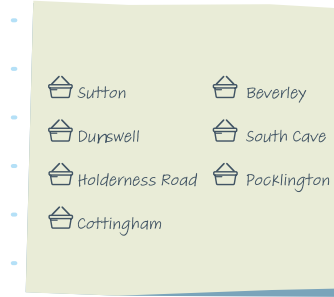 Sutton
Dunswell
Holderness Road
Cottingham
Beverley
South Cave
Pocklington